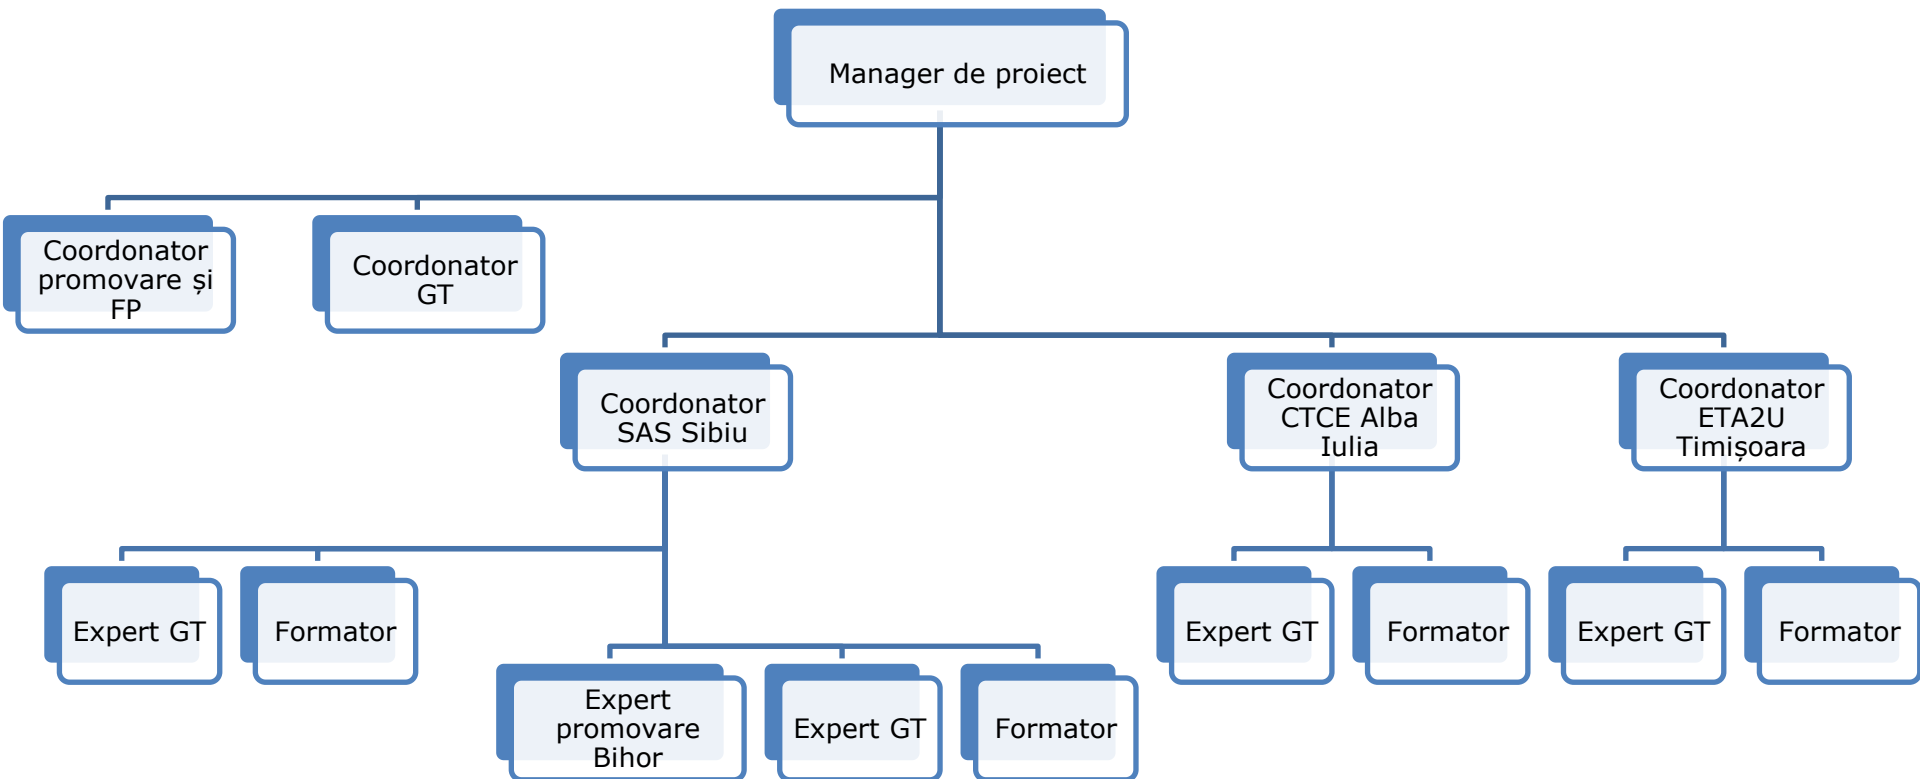 Manager de proiect
Coordonator
promovare și
FP
Coordonator
GT
Coordonator
SAS Sibiu
Coordonator
CTCE Alba
Iulia
Coordonator
ETA2U
Timișoara
Expert GT
Formator
Expert
promovare
Bihor
Expert GT
Formator
Expert GT
Formator
Expert GT
Formator